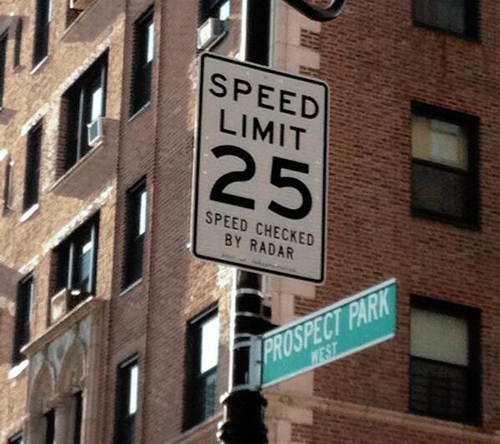 SPEED
LIMIT
25
SPEED CHECKED
BY RADAR
PROSPECT PARK
WEST